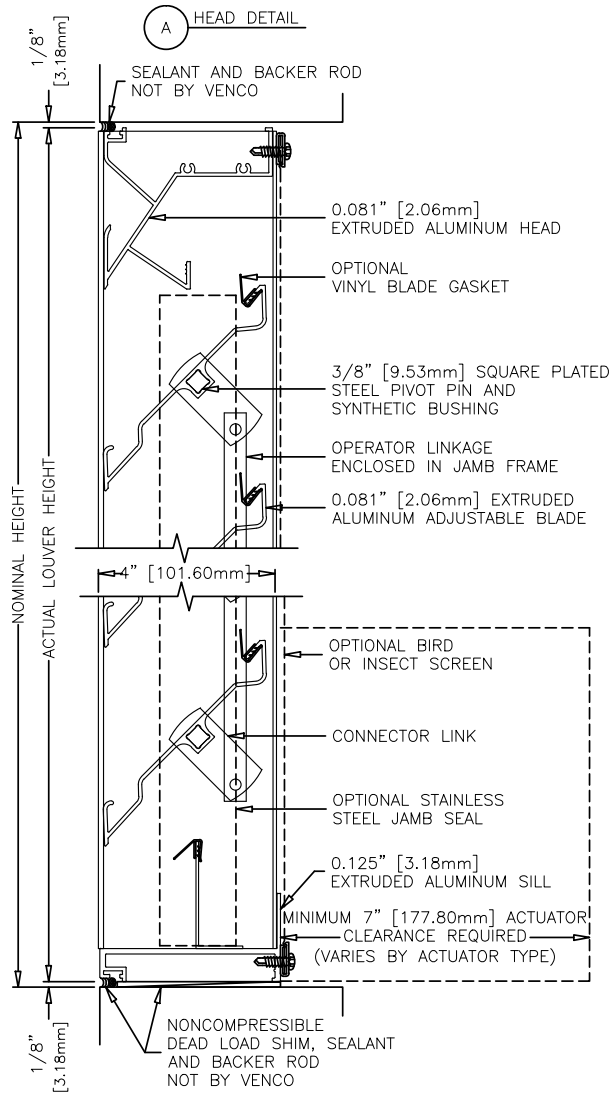 A
HEAD DETAIL
1/8"
[3.18mm]
SEALANT AND BACKER ROD
NOT BY VENCO
0.081" [2.06mm]
EXTRUDED ALUMINUM HEAD
OPTIONAL
VINYL BLADE GASKET
3/8" [9.53mm] SQUARE PLATED
STEEL PIVOT PIN AND
SYNTHETIC BUSHING
OPERATOR LINKAGE
ENCLOSED IN JAMB FRAME
0.081" [2.06mm] EXTRUDED
ALUMINUM ADJUSTABLE BLADE
NOMINAL HEIGHT
ACTUAL LOUVER HEIGHT
4" [101.60mm]
OPTIONAL BIRD
OR INSECT SCREEN
CONNECTOR LINK
OPTIONAL STAINLESS
STEEL JAMB SEAL
0.125" [3.18mm]
EXTRUDED ALUMINUM SILL
MINIMUM 7" [177.80mm] ACTUATOR
CLEARANCE REQUIRED
(VARIES BY ACTUATOR TYPE)
1/8"
[3.18mm]
NONCOMPRESSIBLE
DEAD LOAD SHIM, SEALANT
AND BACKER ROD
NOT BY VENCO